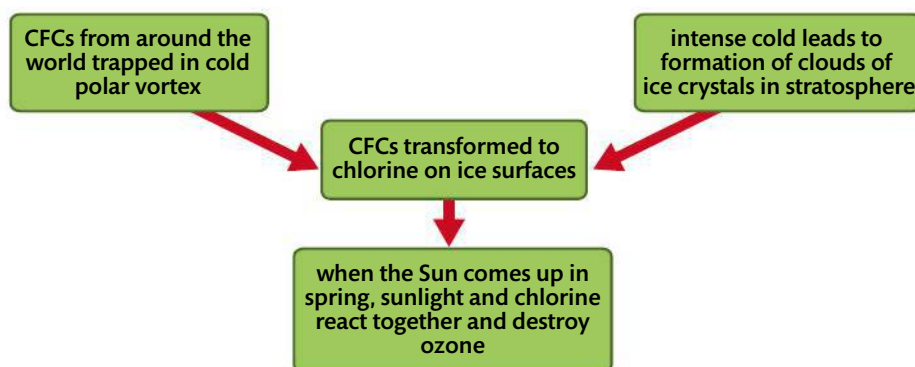 CFCs from around the
world trapped in cold
polar vortex
intense cold leads to
formation of clouds of
ice crystals in stratosphere
CFCs transformed to
chlorine on ice surfaces
when the Sun comes up in
spring, sunlight and chlorine
react together and destroy
ozone